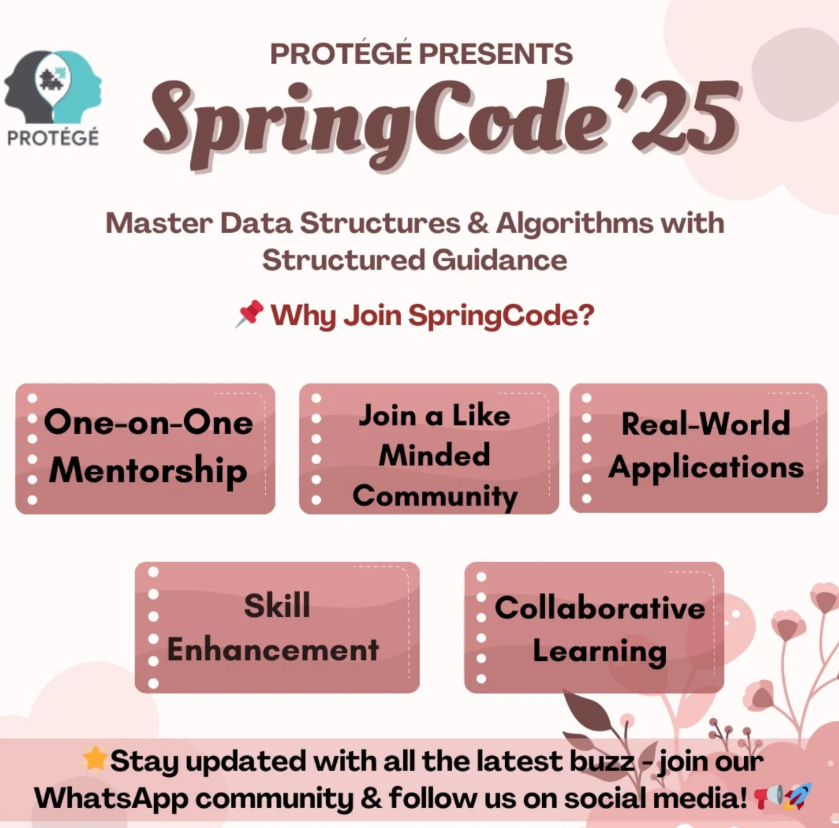 PROTÉGÉ PRESENTS
SpringCode’25
PROTÉGÉ
Master Data Structures & Algorithms with
Structured Guidance
📌 Why Join SpringCode?
One-on-One
Mentorship
Join a Like
Minded
Community
Real-World
Applications
Skill
Enhancement
Collaborative
Learning
🌟Stay updated with all the latest buzz - join our
WhatsApp community & follow us on social media! 📢🚀